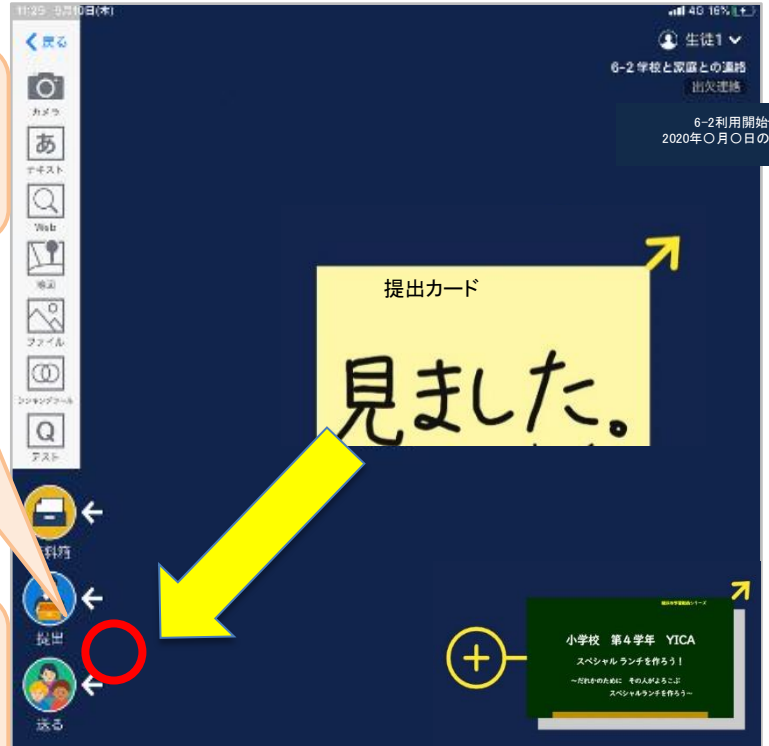 11:25 9月10日(木)
4G 16%
戻る
生徒1
6-2 学校と家庭との連絡
出欠連絡
6-2利用開始
2020年〇月〇日の
カメラ
あ
テキスト
Web
地図
ファイル
シンキングツール
Q
テスト
提出カード
見ました。
料箱
提出
送る
小学校 第4学年 YICA
スペシャル ランチを作ろう！
～だれかのために その人がよろこぶ
スペシャルランチを作ろう～